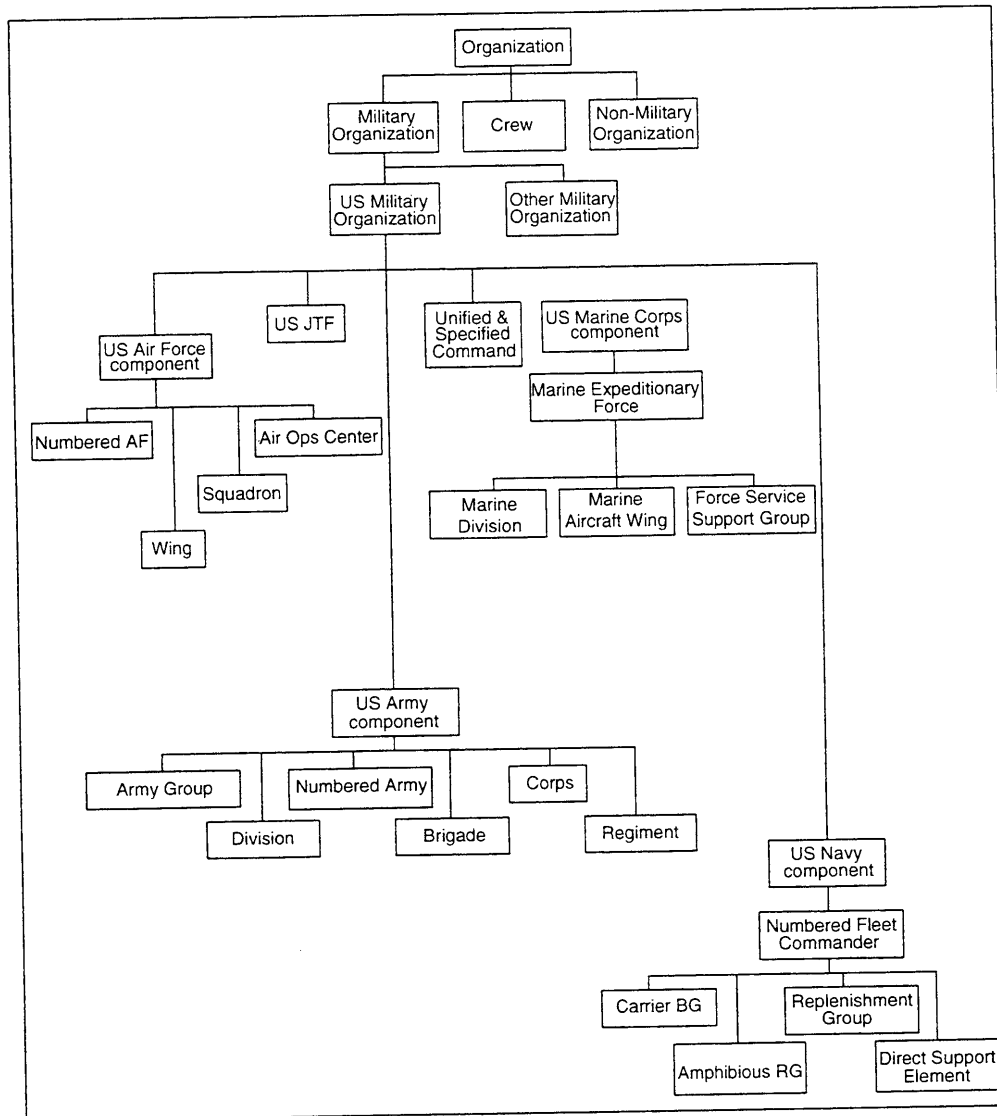 Organization
Military
Organization
Crew
Non-Military
Organization
US Military
Organization
Other Military
Organization
US Air Force
component
US JTF
Unified &
Specified
Command
US Marine Corps
component
Marine Expeditionary
Force
Numbered AF
Air Ops Center
Squadron
Wing
Marine
Division
Marine
Aircraft Wing
Force Service
Support Group
US Army
component
Army Group
Numbered Army
Corps
Division
Brigade
Regiment
US Navy
component
Numbered Fleet
Commander
Carrier BG
Replenishment
Group
Amphibious RG
Direct Support
Element